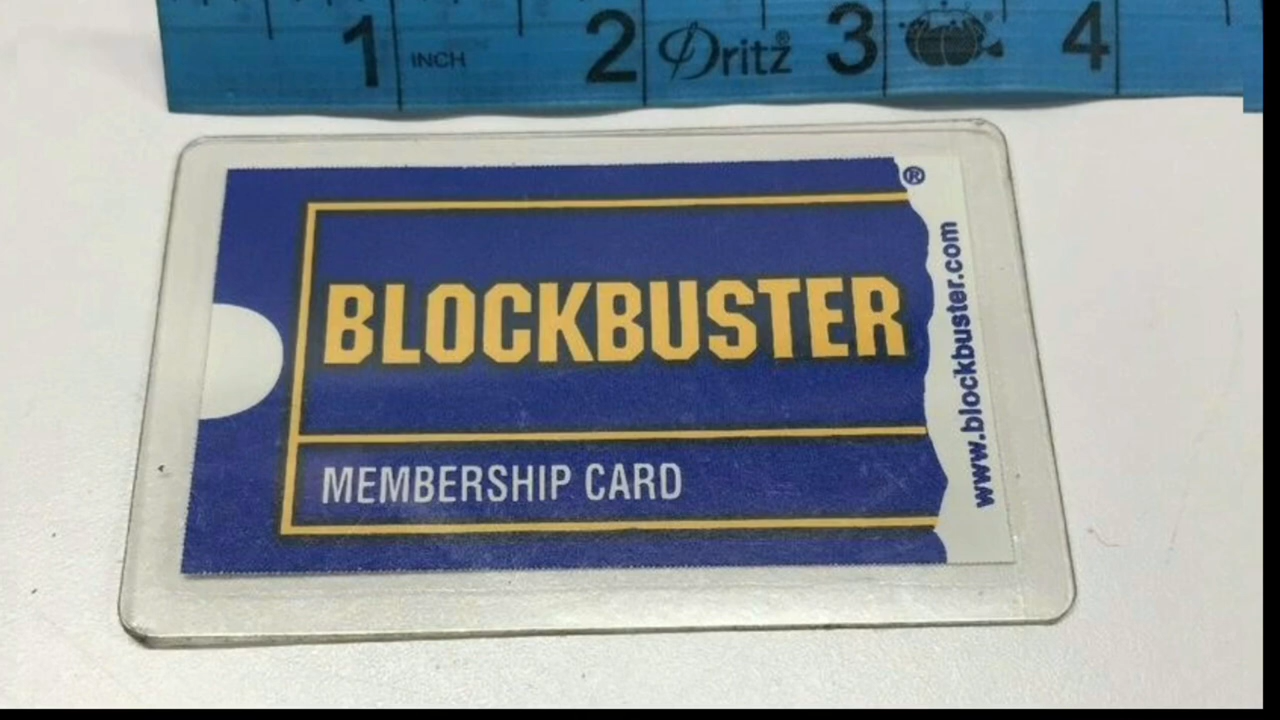 1 INCH 2 Dritz® 3 4
®
BLOCKBUSTER
MEMBERSHIP CARD
www.blockbuster.com